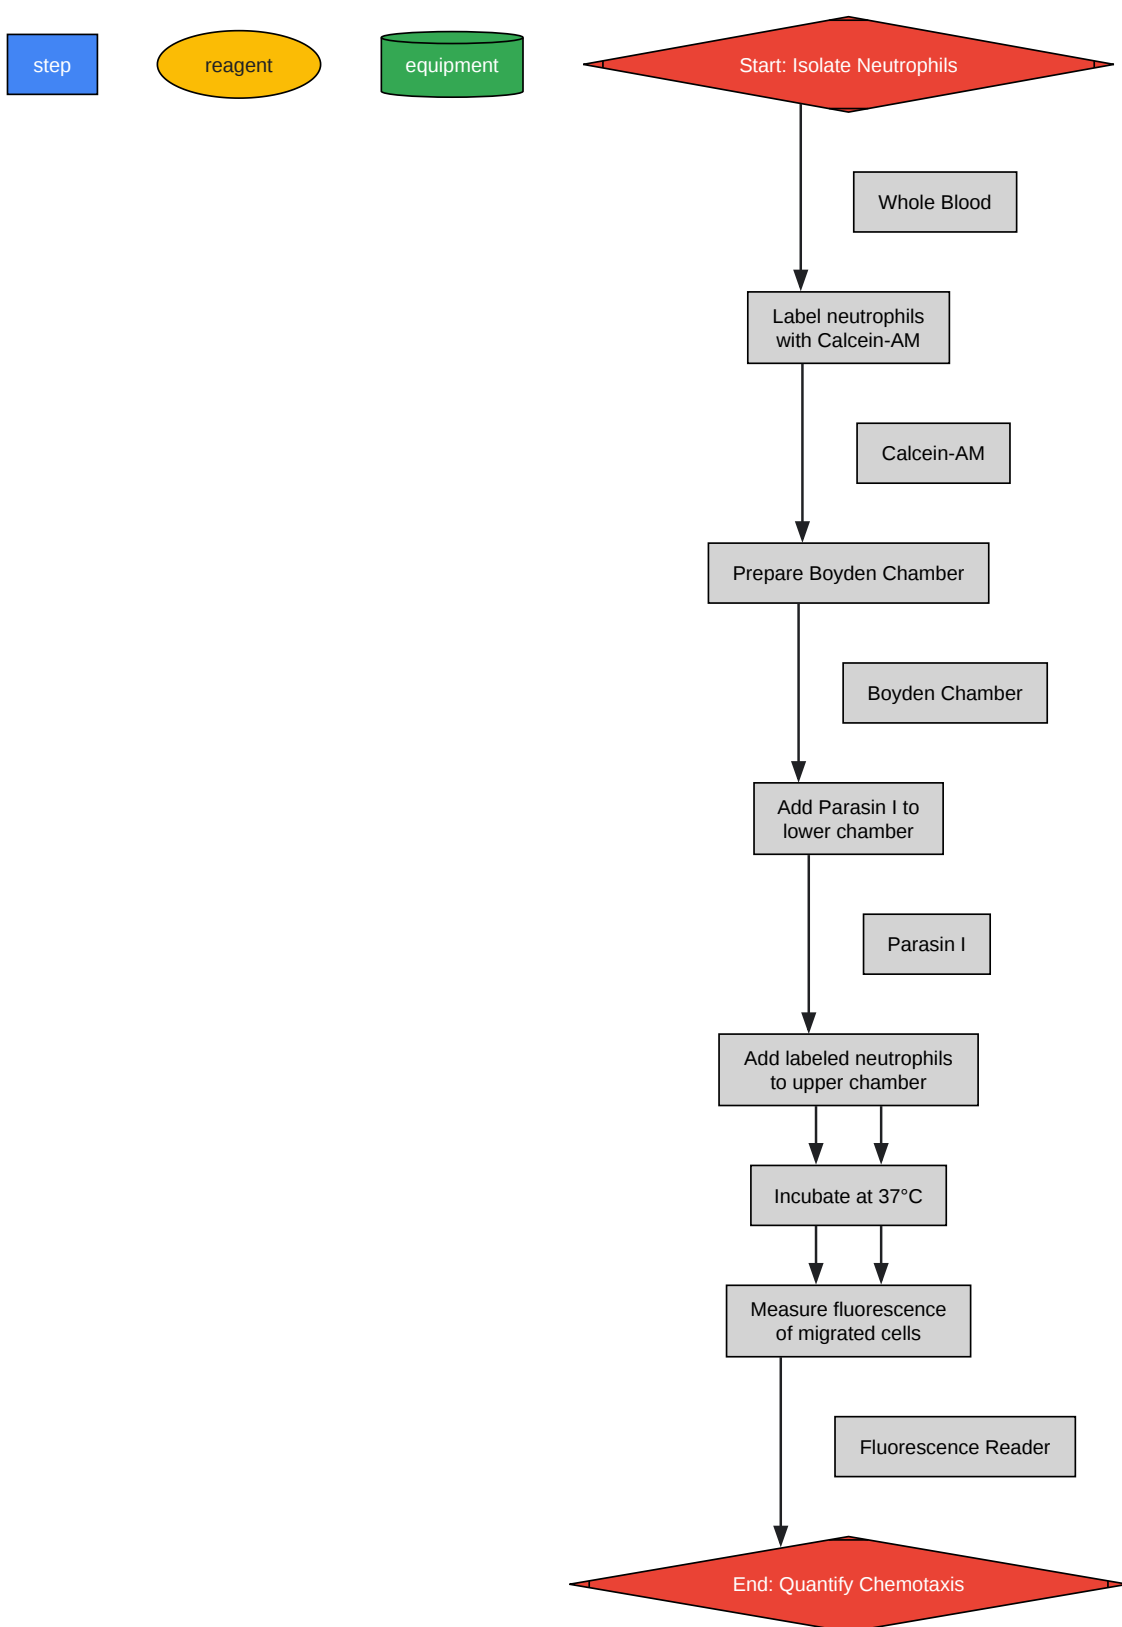 step
reagent
equipment
Start: Isolate Neutrophils
Whole Blood
Label neutrophils
with Calcein-AM
Calcein-AM
Prepare Boyden Chamber
Boyden Chamber
Add Parasin I to
lower chamber
Parasin I
Add labeled neutrophils
to upper chamber
Incubate at 37°C
Measure fluorescence
of migrated cells
Fluorescence Reader
End: Quantify Chemotaxis